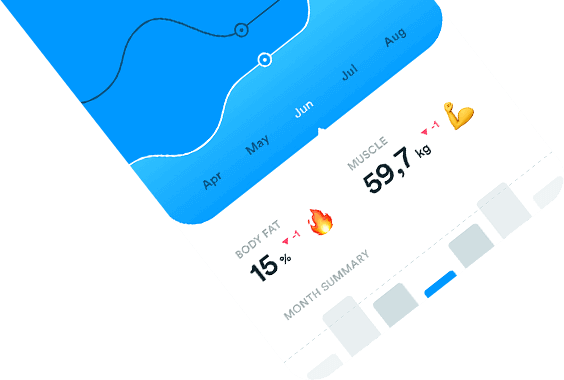 Apr May Jun Jul Aug
BODY FAT
15 % -1
MUSCLE
59,7 kg -1
MONTH SUMMARY